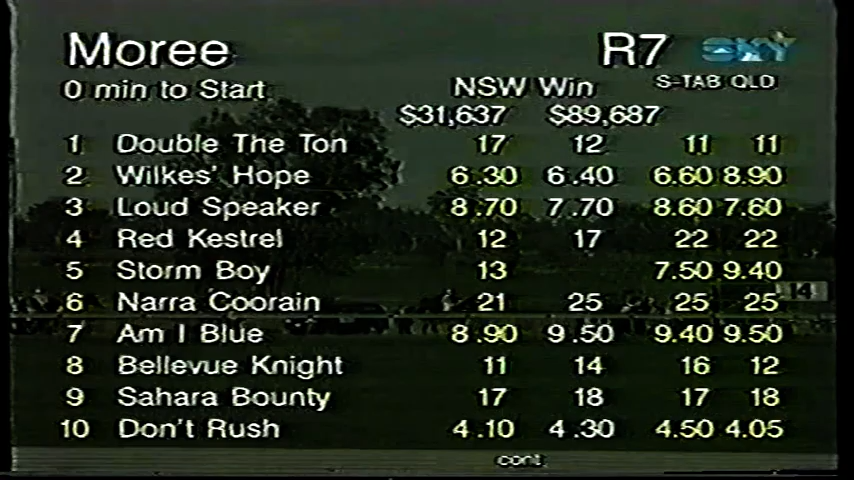 Moree R7 SKY
0 min to Start NSW Win S-TAB QLD
$31,637 $89,687
1 Double The Ton 17 12 11 11
2 Wilkes' Hope 6.30 6.40 6.60 8.90
3 Loud Speaker 8.70 7.70 8.60 7.60
4 Red Kestrel 12 17 22 22
5 Storm Boy 13 7.50 9.40
6 Narra Coorain 21 25 25 25
14
7 Am I Blue 8.90 9.50 9.40 9.50
8 Bellevue Knight 11 14 16 12
9 Sahara Bounty 17 18 17 18
10 Don't Rush 4.10 4.30 4.50 4.05
cont